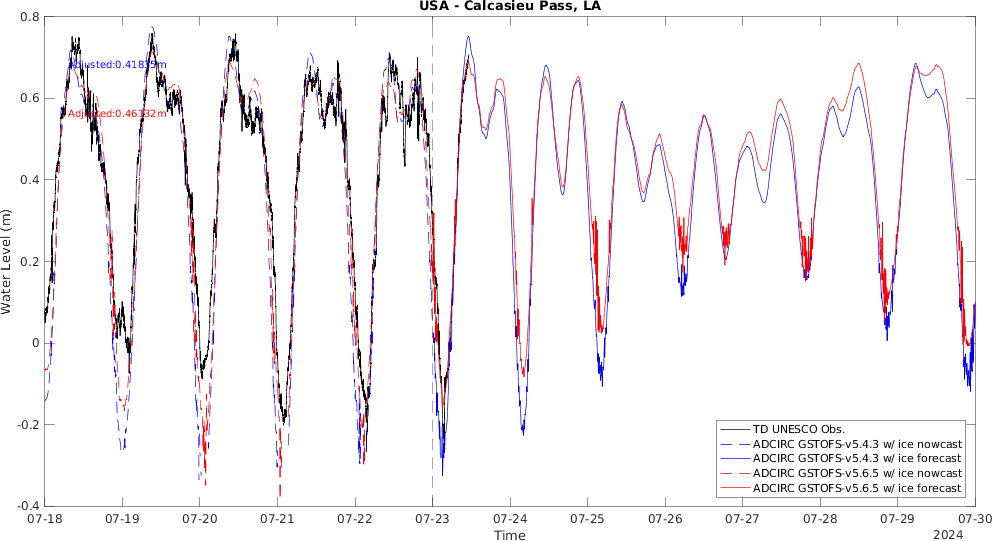 USA - Calcasieu Pass, LA
0.8
0.6
0.4
0.2
0
-0.2
-0.4
Water Level (m)
Adjusted:0.41835m
Adjusted:0.46132m
TD UNESCO Obs.
ADCIRC GSTOFS-v5.4.3 w/ ice nowcast
ADCIRC GSTOFS-v5.4.3 w/ ice forecast
ADCIRC GSTOFS-v5.6.5 w/ ice nowcast
ADCIRC GSTOFS-v5.6.5 w/ ice forecast
07-18 07-19 07-20 07-21 07-22 07-23 07-24 07-25 07-26 07-27 07-28 07-29 07-30
Time
2024